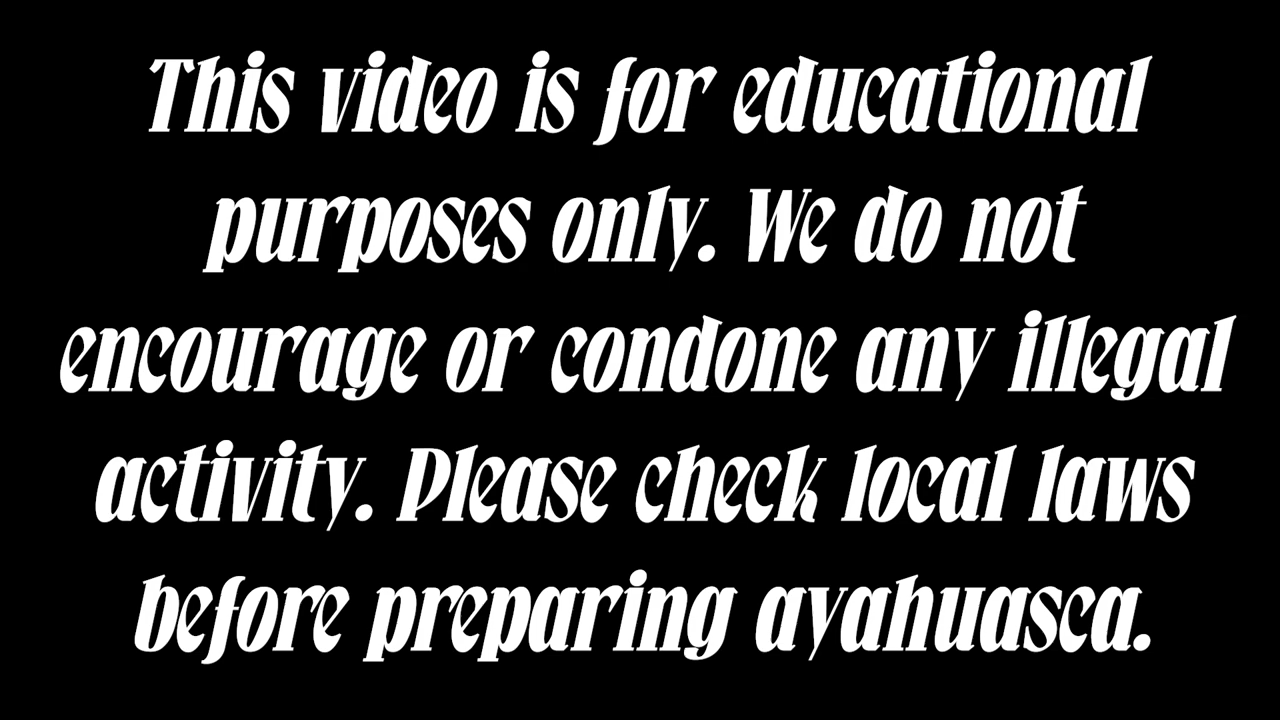 This video is for educational
purposes only. We do not
encourage or condone any illegal
activity. Please check local laws
before preparing ayahuasca.